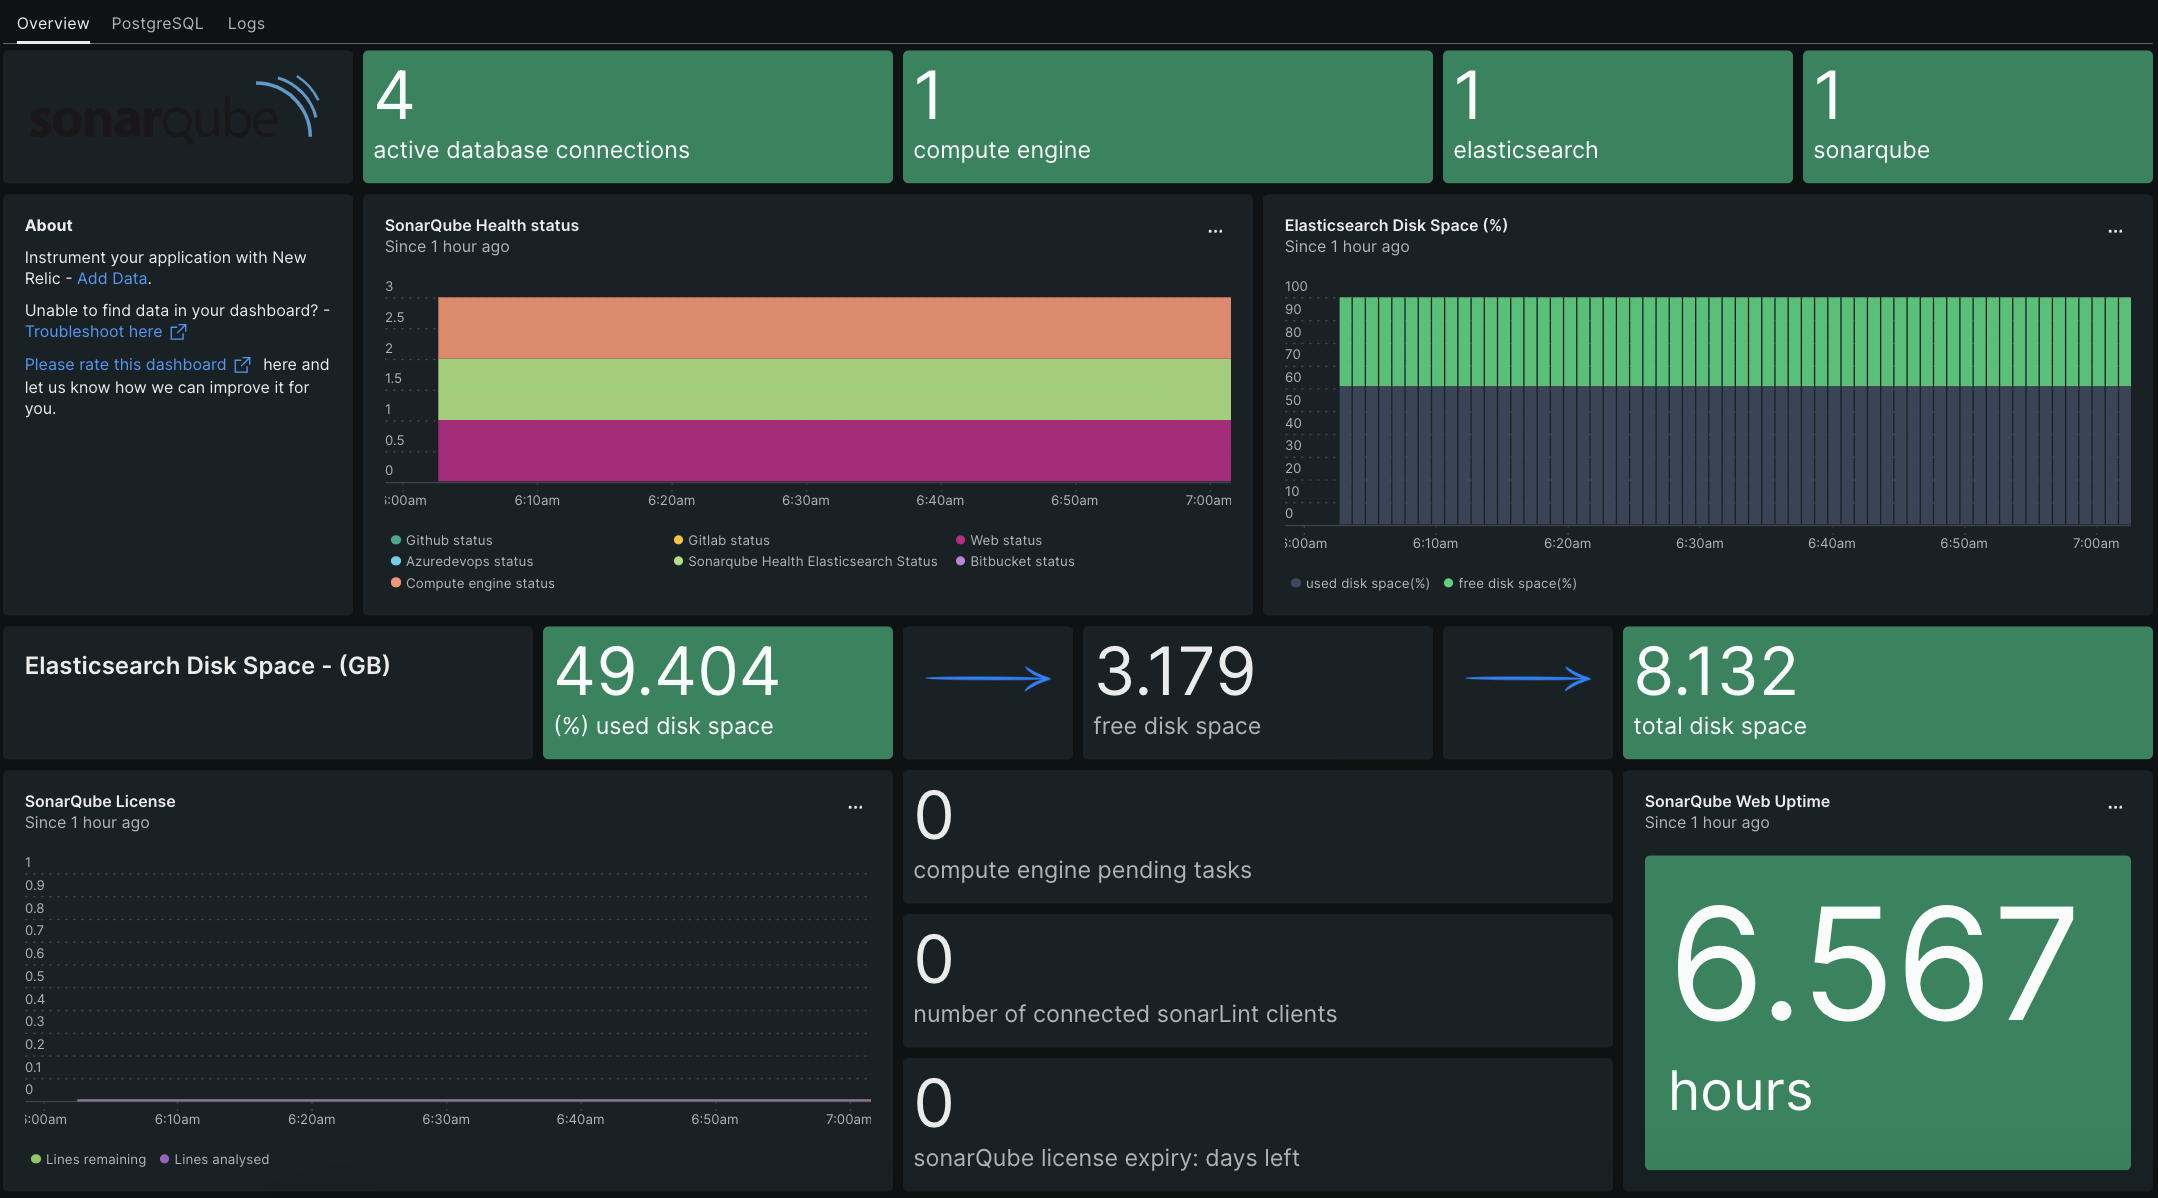 Overview PostgreSQL Logs
sonarqube
4
active database connections
1
compute engine
1
elasticsearch
1
sonarqube
About
Instrument your application with New
Relic - Add Data.
Unable to find data in your dashboard? -
Troubleshoot here
Please rate this dashboard here and
let us know how we can improve it for
you.
SonarQube Health status
Since 1 hour ago
...
3
2.5
2
1.5
1
0.5
0
:00am 6:10am 6:20am 6:30am 6:40am 6:50am 7:00am
Github status Gitlab status Web status
Azuredevops status Sonarqube Health Elasticsearch Status Bitbucket status
Compute engine status
Elasticsearch Disk Space (%)
Since 1 hour ago
...
100
90
80
70
60
50
40
30
20
10
0
:00am 6:10am 6:20am 6:30am 6:40am 6:50am 7:00am
used disk space(%) free disk space(%)
Elasticsearch Disk Space - (GB)
49.404
(%) used disk space
3.179
free disk space
8.132
total disk space
SonarQube License
Since 1 hour ago
...
1
0.9
0.8
0.7
0.6
0.5
0.4
0.3
0.2
0.1
0
:00am 6:10am 6:20am 6:30am 6:40am 6:50am 7:00am
Lines remaining Lines analysed
0
compute engine pending tasks
0
number of connected sonarLint clients
0
sonarQube license expiry: days left
SonarQube Web Uptime
Since 1 hour ago
...
6.567
hours